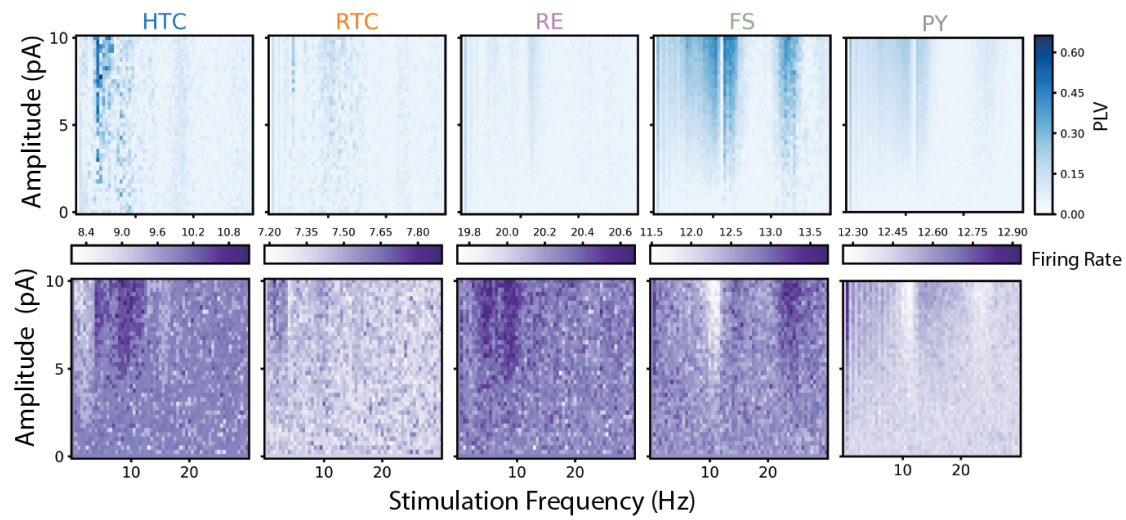 HTC RTC RE FS PY
Amplitude (pA)
10
5
0
0.60
0.45
0.30
0.15
0.00
PLV
8.4 9.0 9.6 10.2 10.8 7.20 7.35 7.50 7.65 7.80 19.8 20.0 20.2 20.4 20.6 11.5 12.0 12.5 13.0 13.5 12.30 12.45 12.60 12.75 12.90
Firing Rate
Amplitude (pA)
10
5
0
10 20 10 20 10 20 10 20 10 20
Stimulation Frequency (Hz)